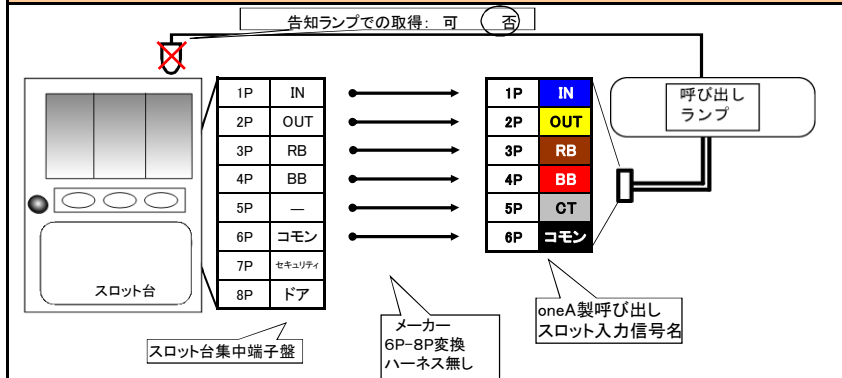 告知ランプでの取得: 可 否
1P IN
2P OUT
3P RB
4P BB
5P —
6P コモン
7P セキュリティ
8P ドア
1P IN
2P OUT
3P RB
4P BB
5P CT
6P コモン
呼び出し
ランプ
スロット台
スロット台集中端子盤
メーカー
6P-8P変換
ハーネス無し
oneA製呼び出し
スロット入力信号名